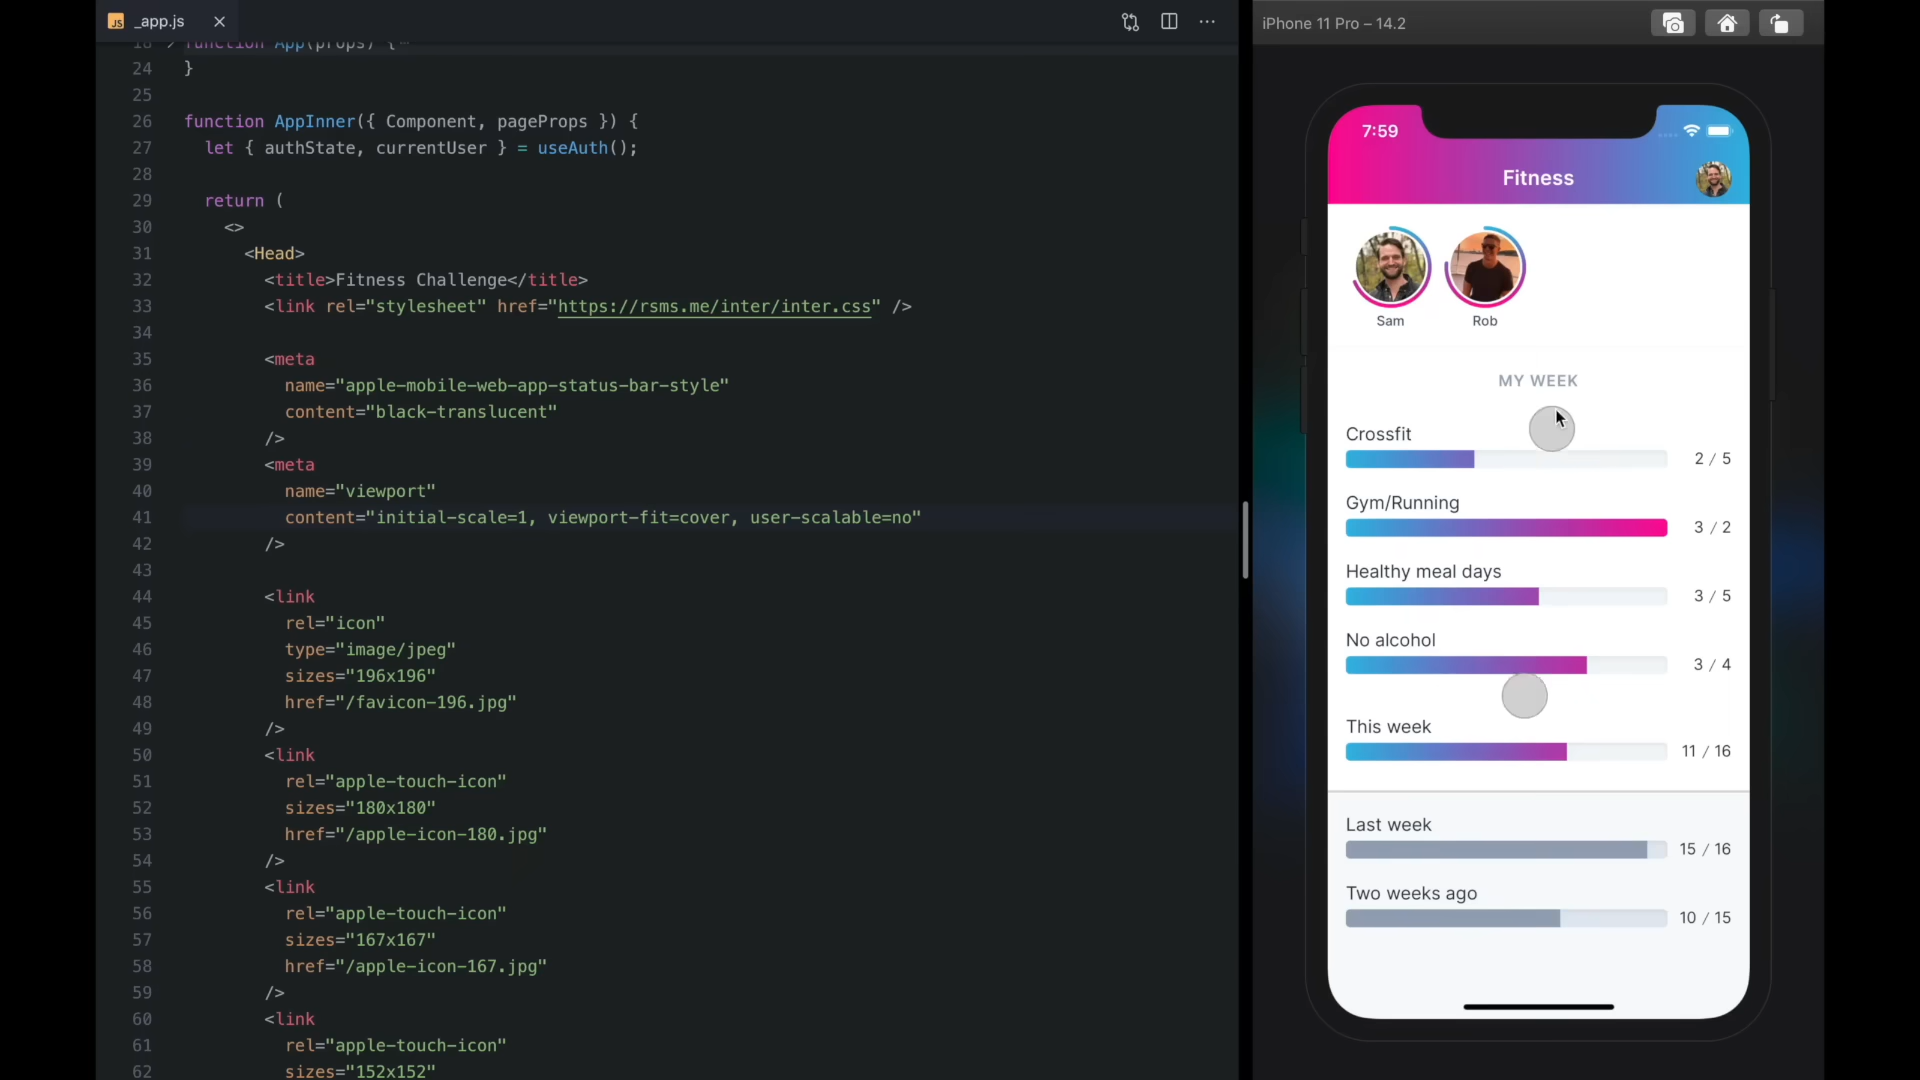 JS _app.js
18 function App(props) {
24 }
25
26 function AppInner({ Component, pageProps }) {
27 let { authState, currentUser } = useAuth();
28
29 return (
30 <>
31 <Head>
32 <title>Fitness Challenge</title>
33 <link rel="stylesheet" href="https://rsms.me/inter/inter.css" />
34
35 <meta
36 name="apple-mobile-web-app-status-bar-style"
37 content="black-translucent"
38 />
39 <meta
40 name="viewport"
41 content="initial-scale=1, viewport-fit=cover, user-scalable=no"
42 />
43
44 <link
45 rel="icon"
46 type="image/jpeg"
47 sizes="196x196"
48 href="/favicon-196.jpg"
49 />
50 <link
51 rel="apple-touch-icon"
52 sizes="180x180"
53 href="/apple-icon-180.jpg"
54 />
55 <link
56 rel="apple-touch-icon"
57 sizes="167x167"
58 href="/apple-icon-167.jpg"
59 />
60 <link
61 rel="apple-touch-icon"
62 sizes="152x152"
iPhone 11 Pro – 14.2
7:59
Fitness
Sam Rob
MY WEEK
Crossfit
2 / 5
Gym/Running
3 / 2
Healthy meal days
3 / 5
No alcohol
3 / 4
This week
11 / 16
Last week
15 / 16
Two weeks ago
10 / 15